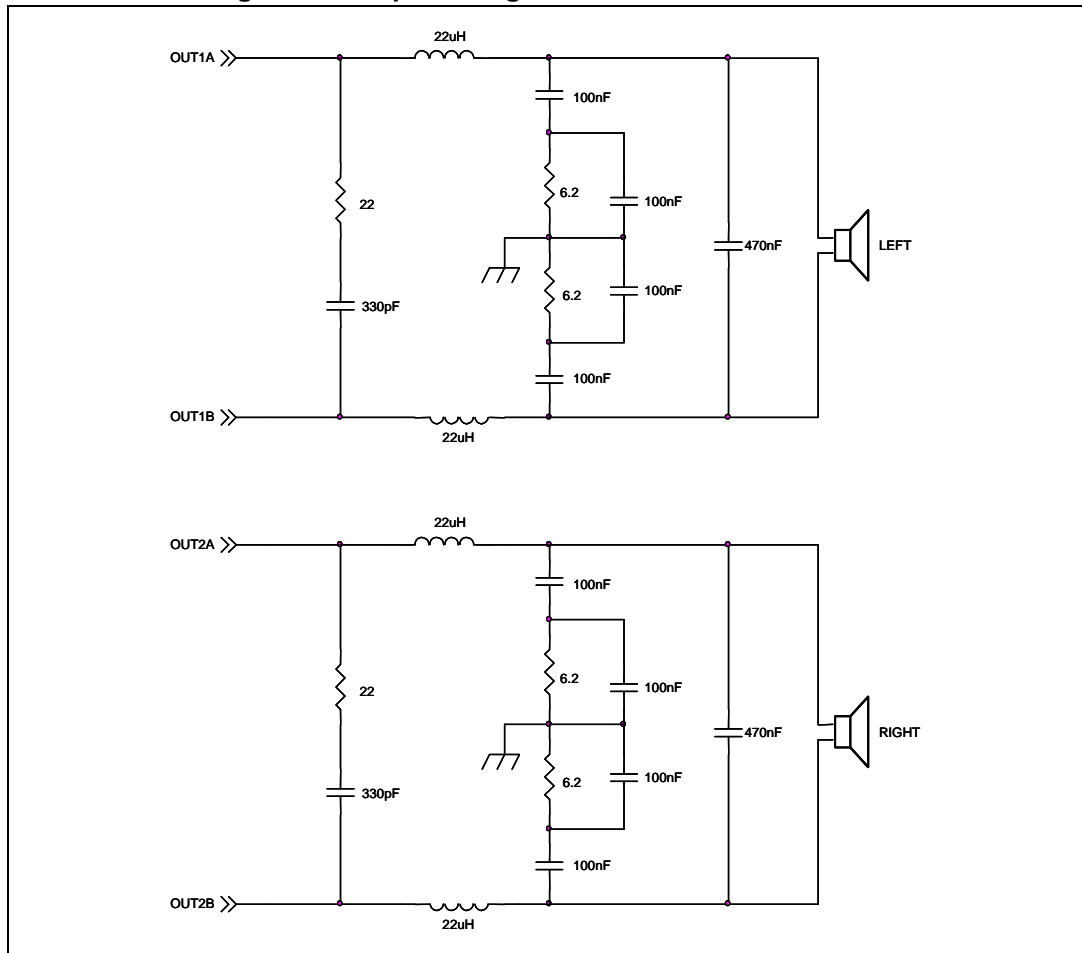 22uH
OUT1A
100nF
22
6.2
100nF
470nF
LEFT
6.2
100nF
330pF
100nF
OUT1B
22uH
22uH
OUT2A
100nF
22
6.2
100nF
470nF
RIGHT
6.2
100nF
330pF
100nF
OUT2B
22uH